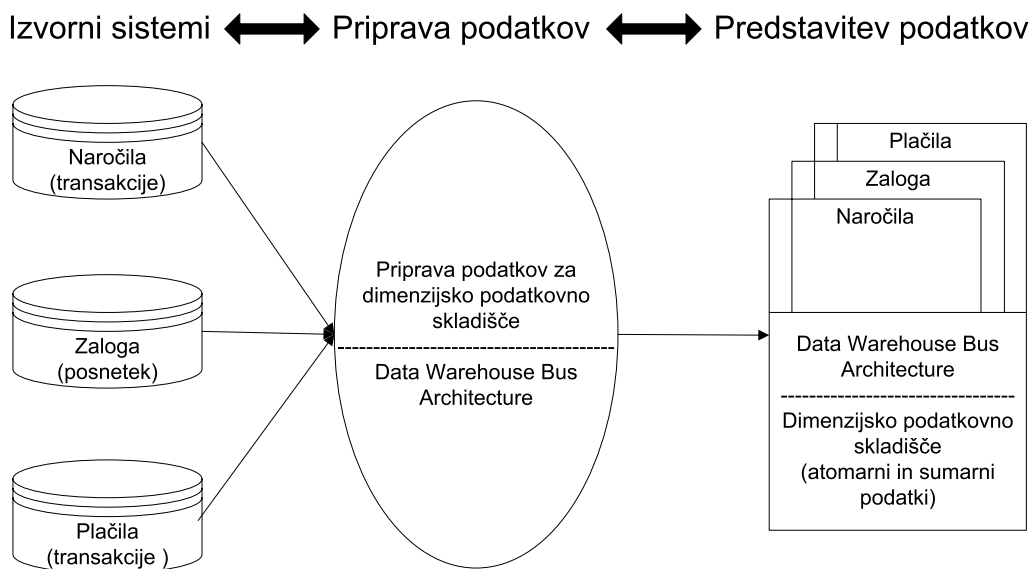 Izvorni sistemi
Priprava podatkov
Predstavitev podatkov
Naročila
(transakcije)
Zaloga
(posnetek)
Plačila
(transakcije )
Priprava podatkov za
dimenzijsko podatkovno
skladišče
Data Warehouse Bus
Architecture
Plačila
Zaloga
Naročila
Data Warehouse Bus
Architecture
Dimenzijsko podatkovno
skladišče
(atomarni in sumarni
podatki)